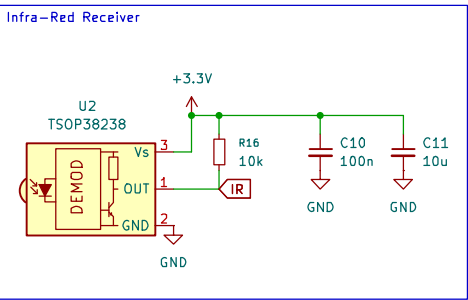 Infra-Red Receiver
+3.3V
U2
TSOP38238
Vs
3
DEMOD
OUT
1
GND
2
GND
R16
10k
IR
C10
100n
GND
C11
10u
GND